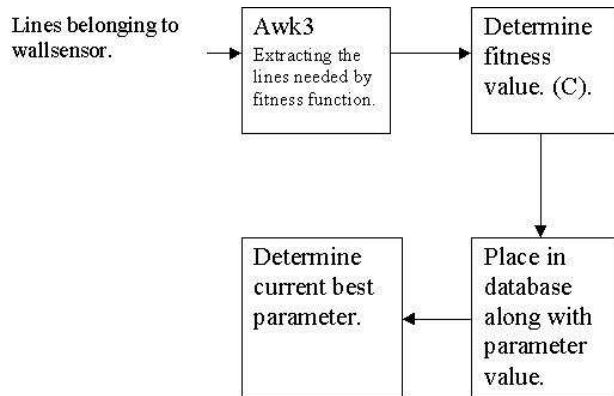 Lines belonging to
wallsensor.
Awk3
Extracting the
lines needed by
fitness function.
Determine
fitness
value. (C).
Place in
database
along with
parameter
value.
Determine
current best
parameter.